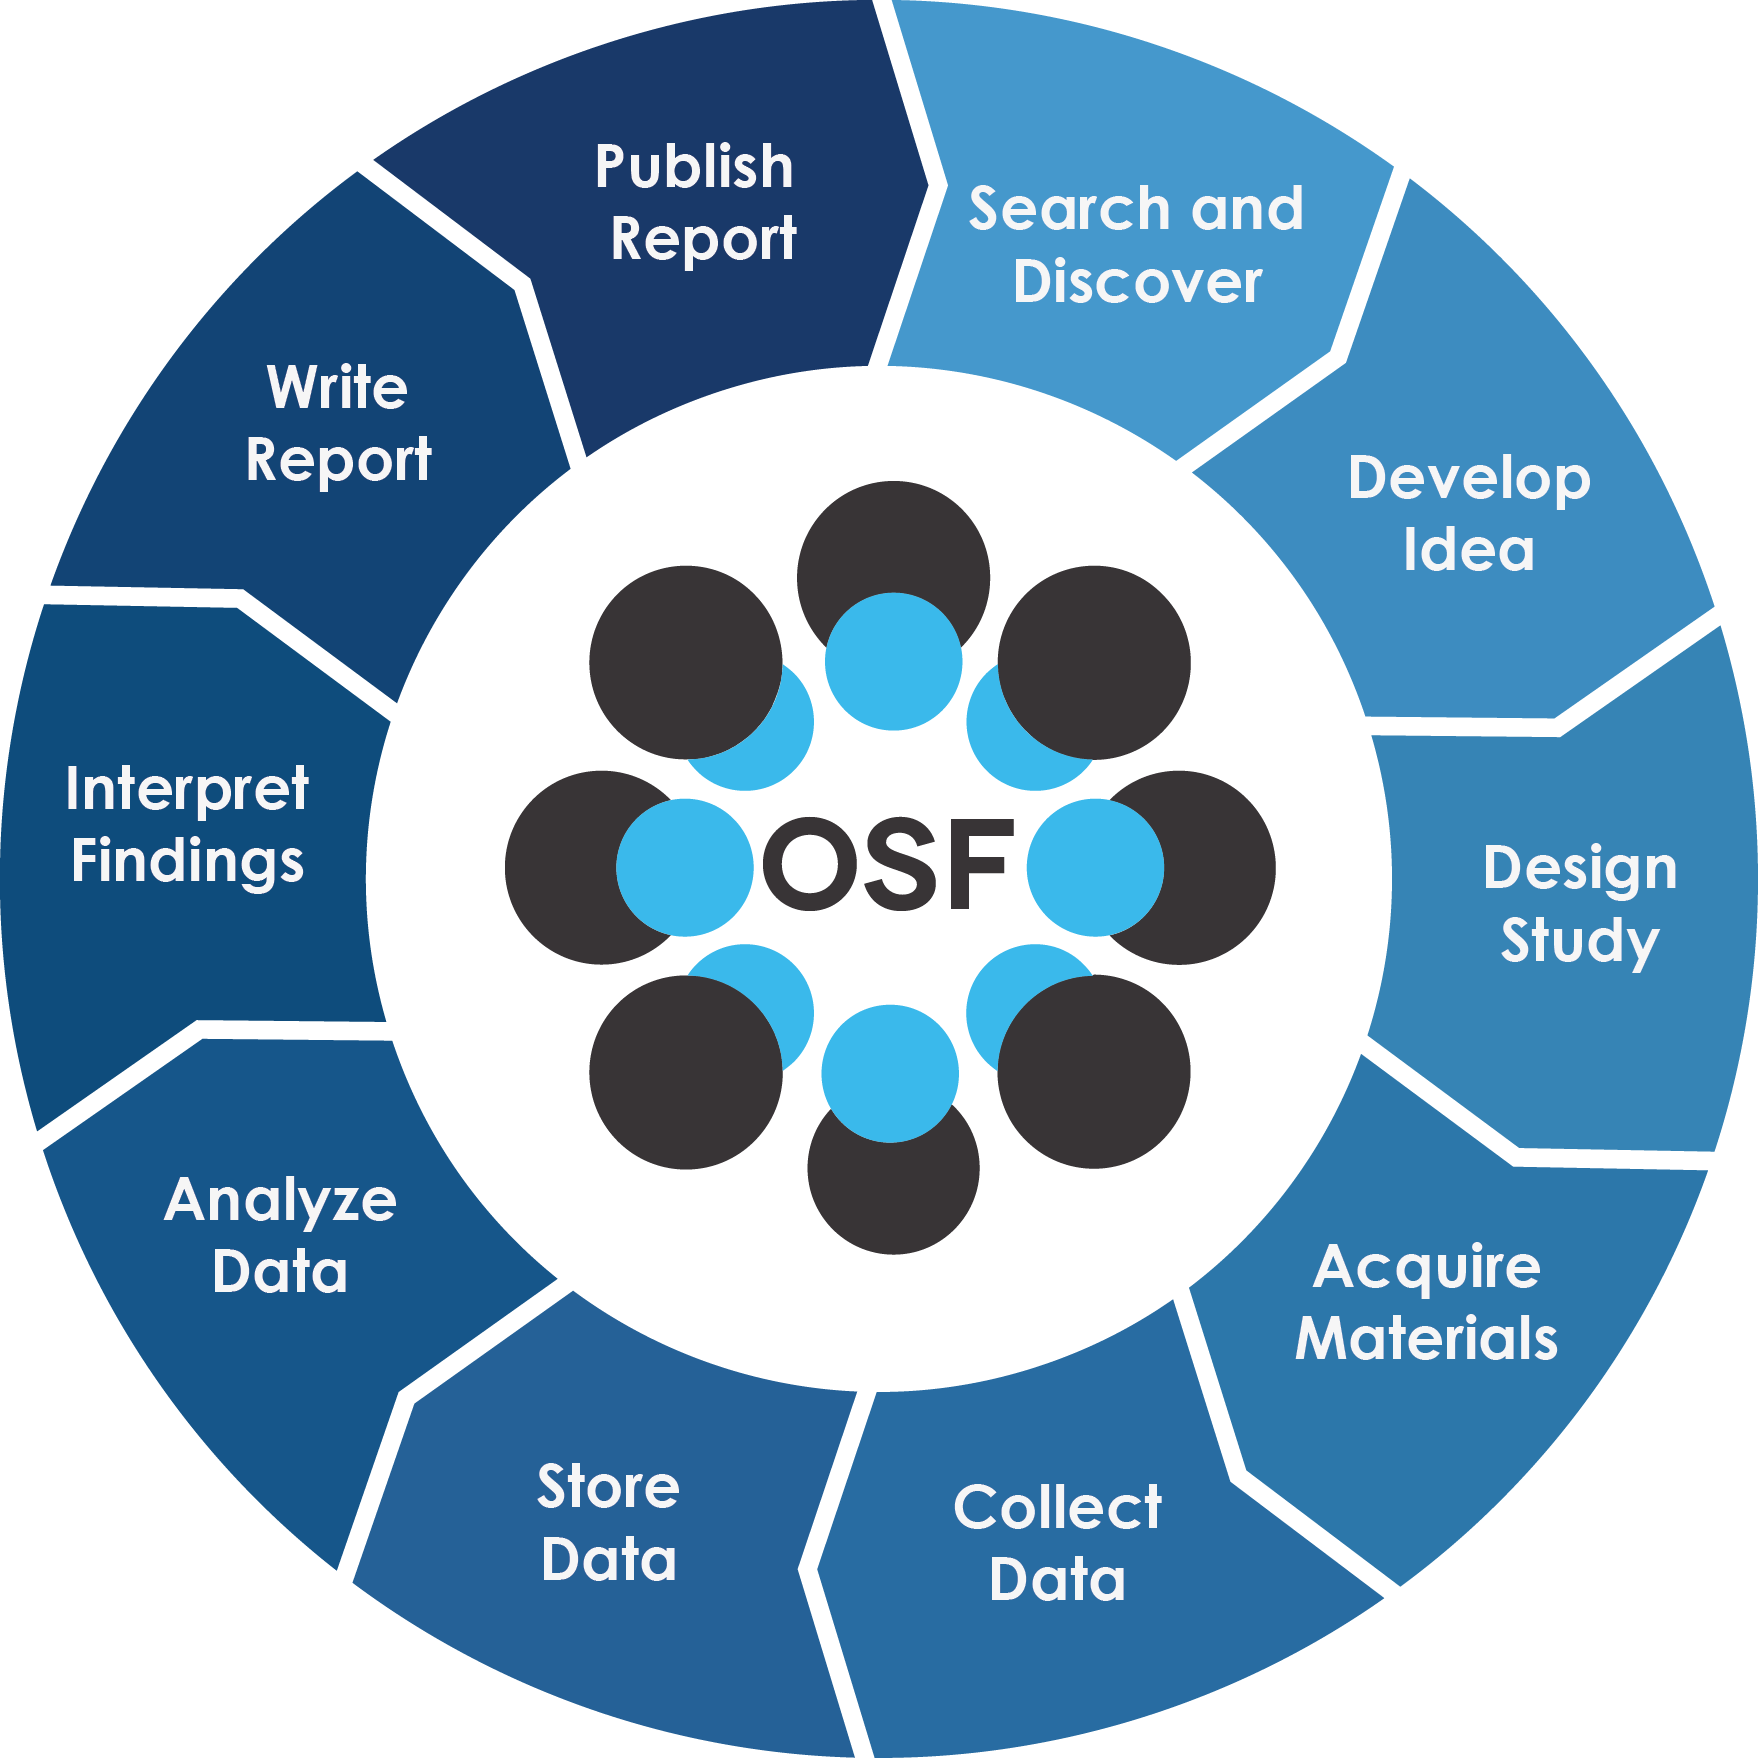 Publish
Report
Search and
Discover
Develop
Idea
Design
Study
Acquire
Materials
Collect
Data
Store
Data
Analyze
Data
Interpret
Findings
Write
Report
OSF